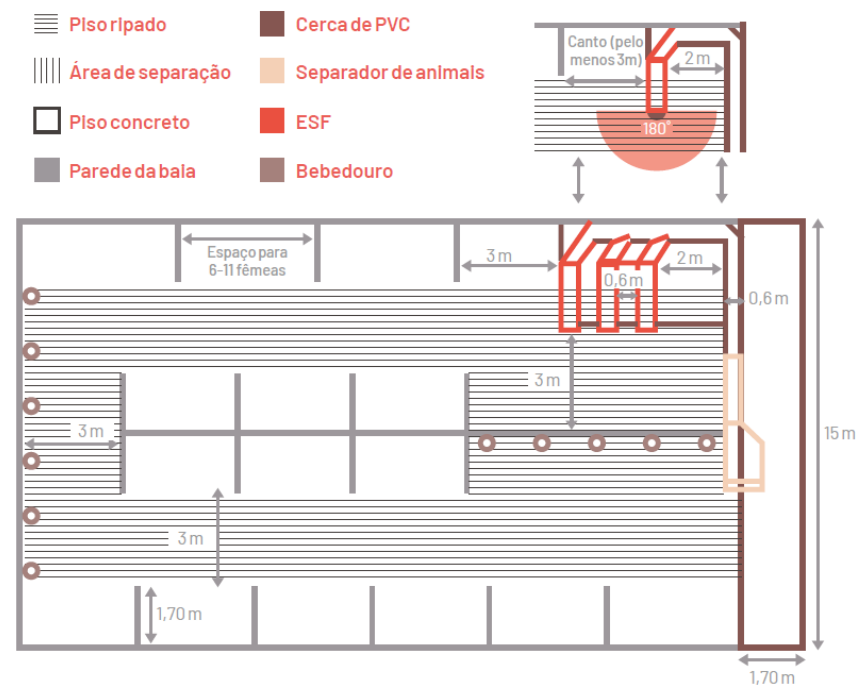 Piso ripado
Cerca de PVC
Área de separação
Separador de animais
Piso concreto
ESF
Parede da baia
Bebedouro
Canto (pelo
menos 3m)
2 m
180°
Espaço para
6-11 fêmeas
3 m
2 m
0,6 m
0,6 m
3 m
3 m
15 m
3 m
1,70 m
1,70 m